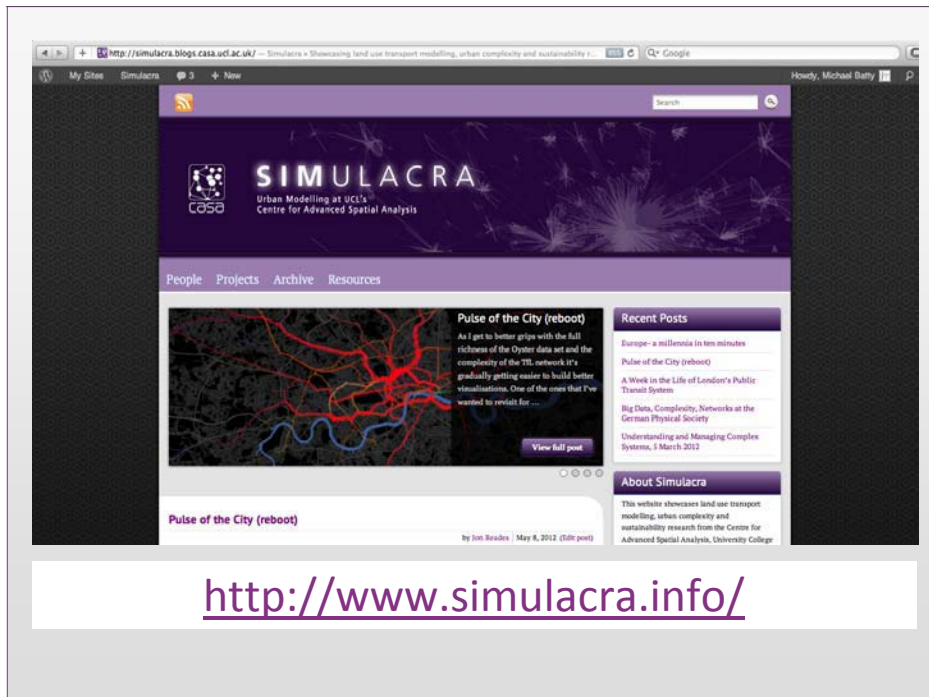 http://simulacra.blogs.casa.ucl.ac.uk/ — Simulacra » Showcasing land use transport modelling, urban complexity and sustainability r... RSS Google
My Sites Simulacra 3 + New Howdy, Michael Batty
Search
casa
SIMULACRA
Urban Modelling at UCL's
Centre for Advanced Spatial Analysis
People Projects Archive Resources
Pulse of the City (reboot)
As I get to better grips with the full
richness of the Oyster data set and the
complexity of the TfL network it's
gradually getting easier to build better
visualisations. One of the ones that I've
wanted to revisit for ...
View full post
Recent Posts
Europe- a millennia in ten minutes
Pulse of the City (reboot)
A Week in the Life of London's Public
Transit System
Big Data, Complexity, Networks at the
German Physical Society
Understanding and Managing Complex
Systems, 5 March 2012
About Simulacra
This website showcases land use transport
modelling, urban complexity and
sustainability research from the Centre for
Advanced Spatial Analysis, University College
Pulse of the City (reboot)
by Jon Reades | May 8, 2012 (Edit post)
http://www.simulacra.info/